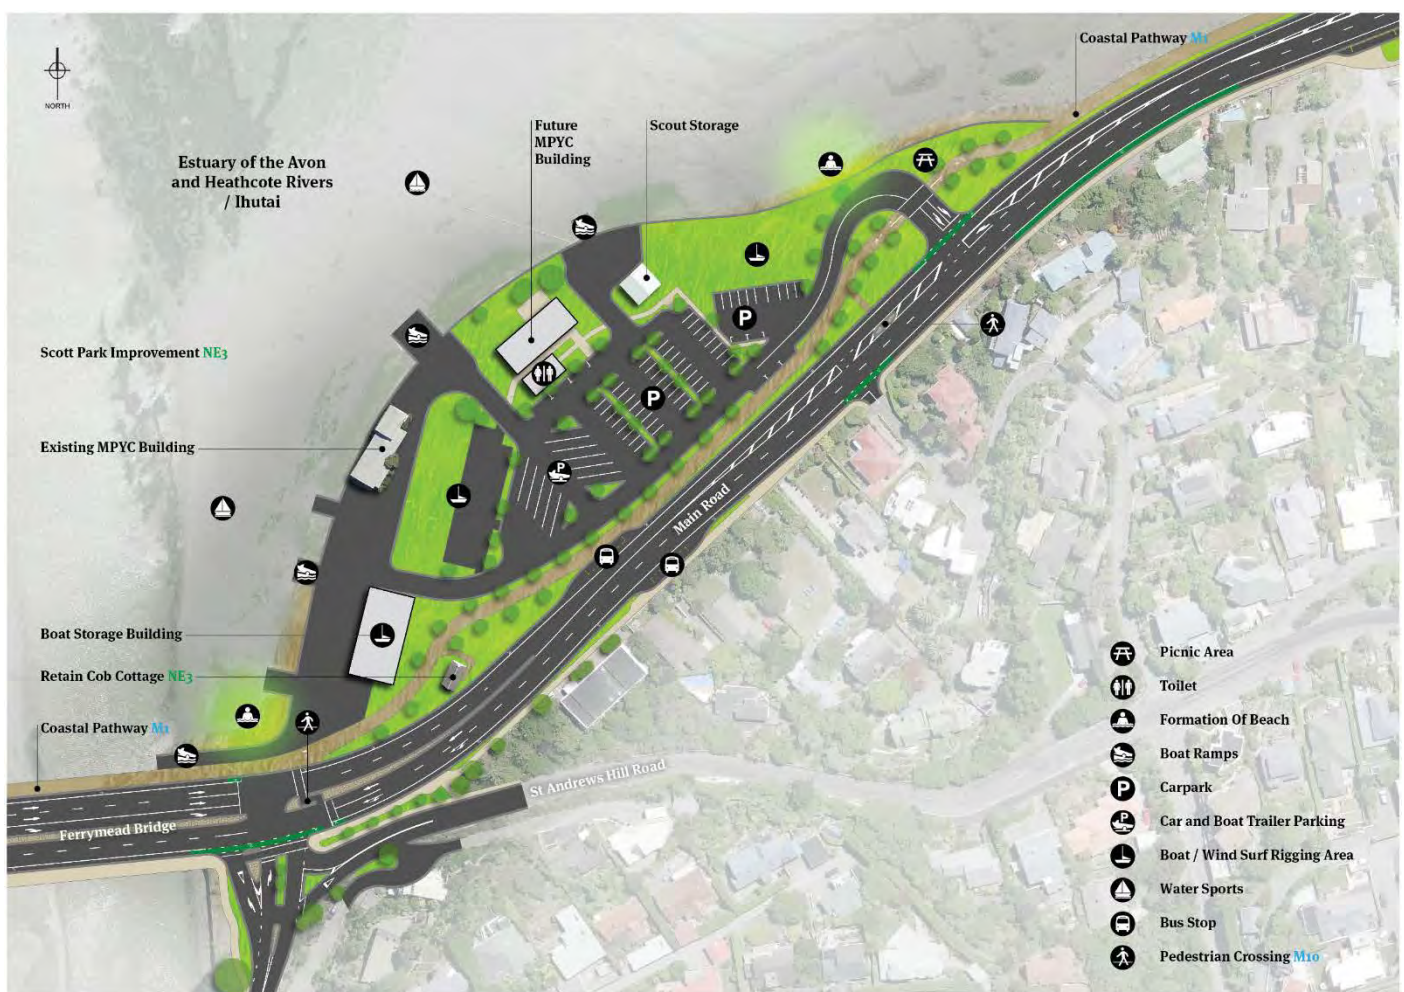 Coastal Pathway M1
NORTH
Future
MPYC
Building
Scout Storage
Estuary of the Avon
and Heathcote Rivers
/ Ihutai
Scott Park Improvement NE3
P
P
Existing MPYC Building
P
Main Road
Boat Storage Building
Retain Cob Cottage NE3
Coastal Pathway M1
St Andrews Hill Road
Ferrymead Bridge
Picnic Area
Toilet
Formation Of Beach
Boat Ramps
P Carpark
P Car and Boat Trailer Parking
Boat / Wind Surf Rigging Area
Water Sports
Bus Stop
Pedestrian Crossing M10